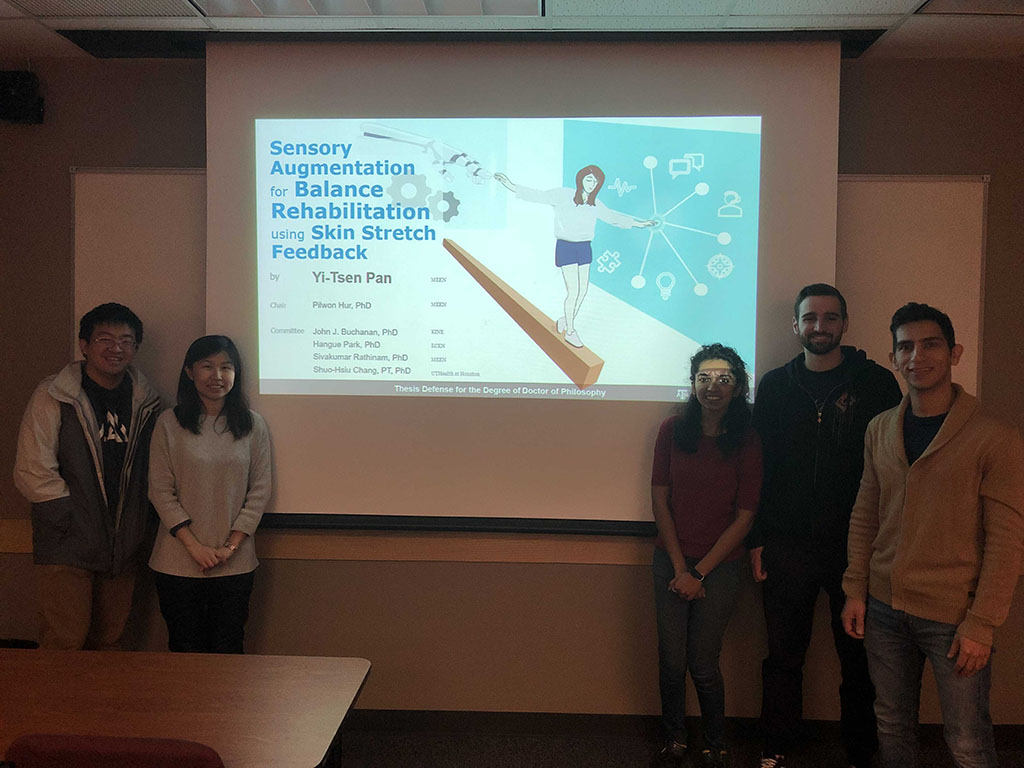 Sensory
Augmentation
for Balance
Rehabilitation
using Skin Stretch
Feedback
by Yi-Tsen Pan MEEN
Chair Pilwon Hur, PhD MEEN
Committee John J. Buchanan, PhD KINE
Hangue Park, PhD ECEN
Sivakumar Rathinam, PhD MEEN
Shuo-Hsiu Chang, PT, PhD UTHealth at Houston
Thesis Defense for the Degree of Doctor of Philosophy